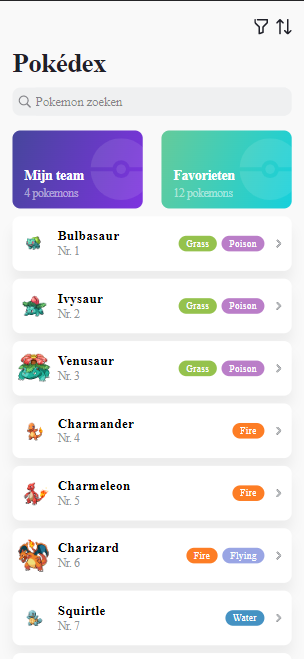 Pokédex
Pokemon zoeken
Mijn team
4 pokemons
Favorieten
12 pokemons
Bulbasaur
Nr. 1
Grass Poison
Ivysaur
Nr. 2
Grass Poison
Venusaur
Nr. 3
Grass Poison
Charmander
Nr. 4
Fire
Charmeleon
Nr. 5
Fire
Charizard
Nr. 6
Fire Flying
Squirtle
Nr. 7
Water